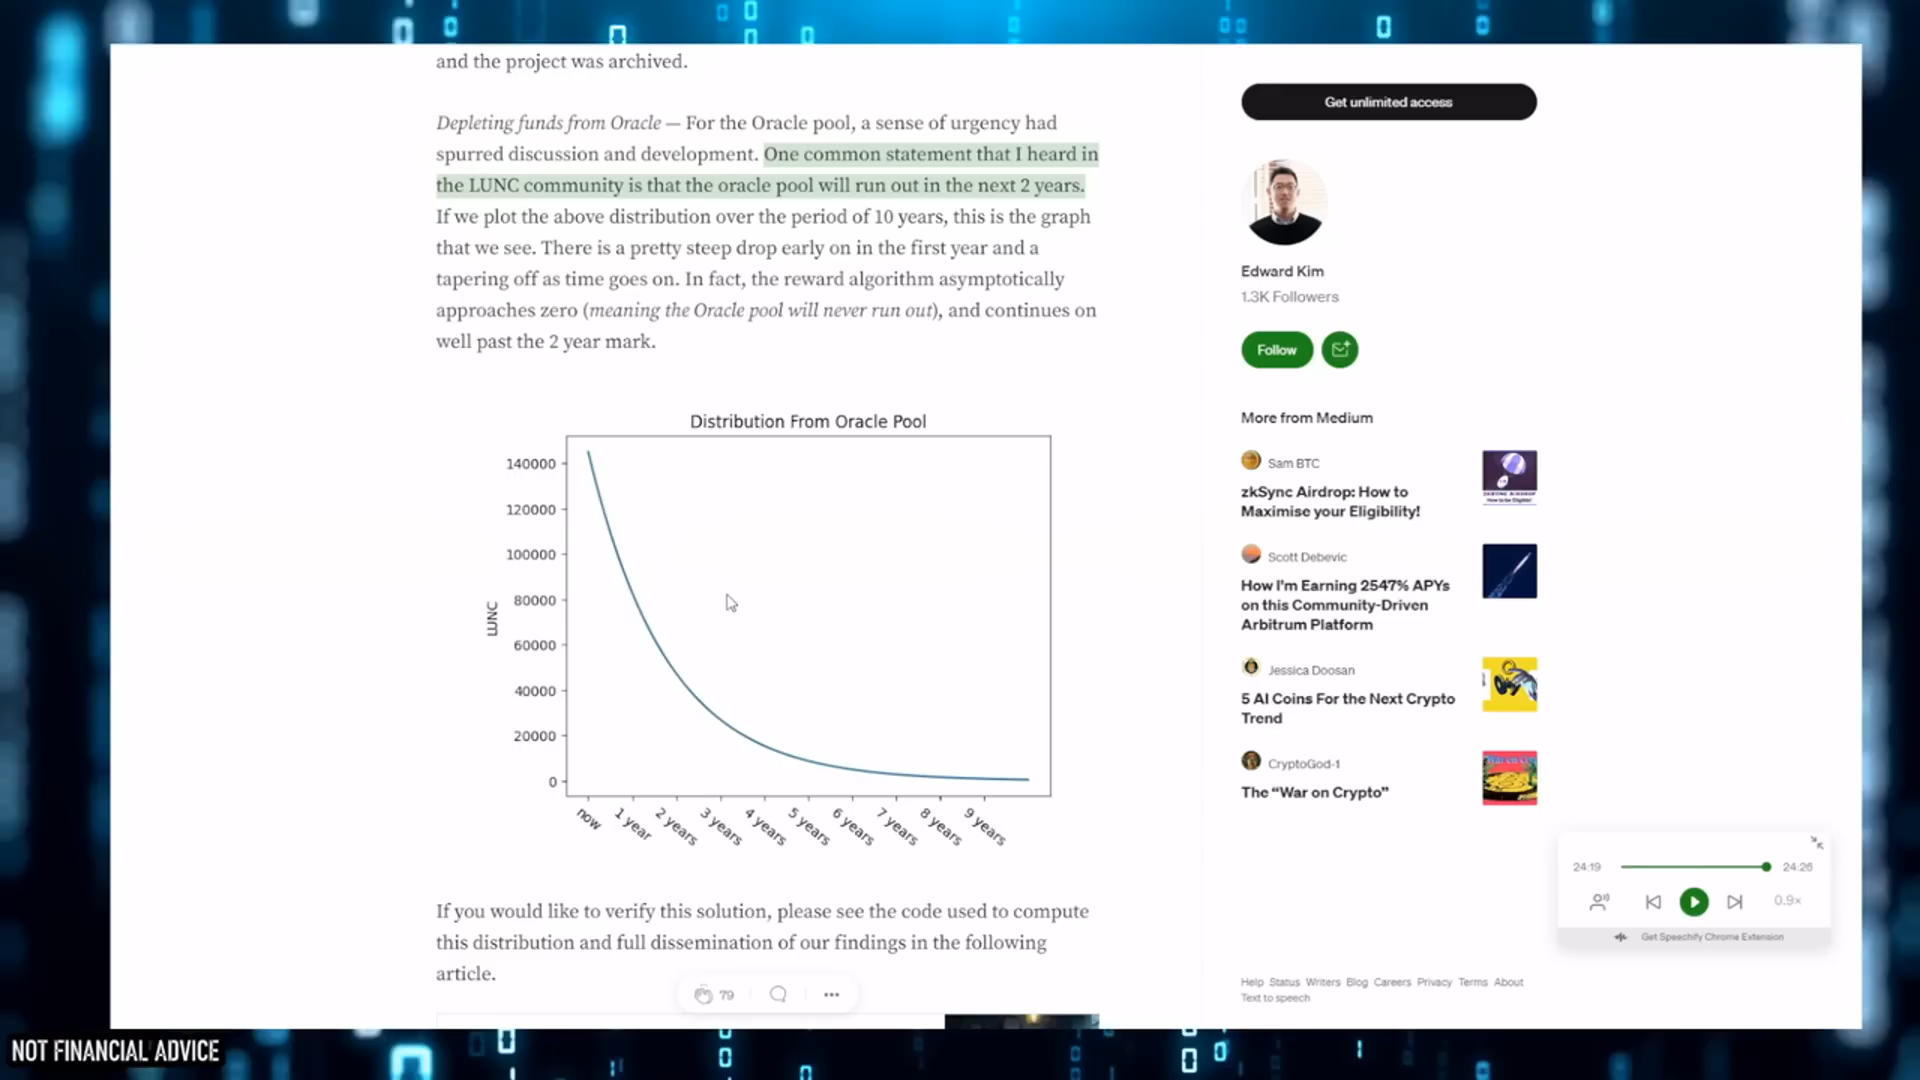 and the project was archived.
Depleting funds from Oracle — For the Oracle pool, a sense of urgency had
spurred discussion and development. One common statement that I heard in
the LUNC community is that the oracle pool will run out in the next 2 years.
If we plot the above distribution over the period of 10 years, this is the graph
that we see. There is a pretty steep drop early on in the first year and a
tapering off as time goes on. In fact, the reward algorithm asymptotically
approaches zero (meaning the Oracle pool will never run out), and continues on
well past the 2 year mark.
Distribution From Oracle Pool
140000
120000
100000
80000
60000
40000
20000
0
LUNC
now
1 year
2 years
3 years
4 years
5 years
6 years
7 years
8 years
9 years
If you would like to verify this solution, please see the code used to compute
this distribution and full dissemination of our findings in the following
article.
79
Get unlimited access
Edward Kim
1.3K Followers
Follow
More from Medium
Sam BTC
zkSync Airdrop: How to
Maximise your Eligibility!
Scott Debevic
How I'm Earning 2547% APYs
on this Community-Driven
Arbitrum Platform
Jessica Doosan
5 AI Coins For the Next Crypto
Trend
CryptoGod-1
The “War on Crypto”
24:19
24:26
0.9×
Get Speechify Chrome Extension
Help Status Writers Blog Careers Privacy Terms About
Text to speech
NOT FINANCIAL ADVICE